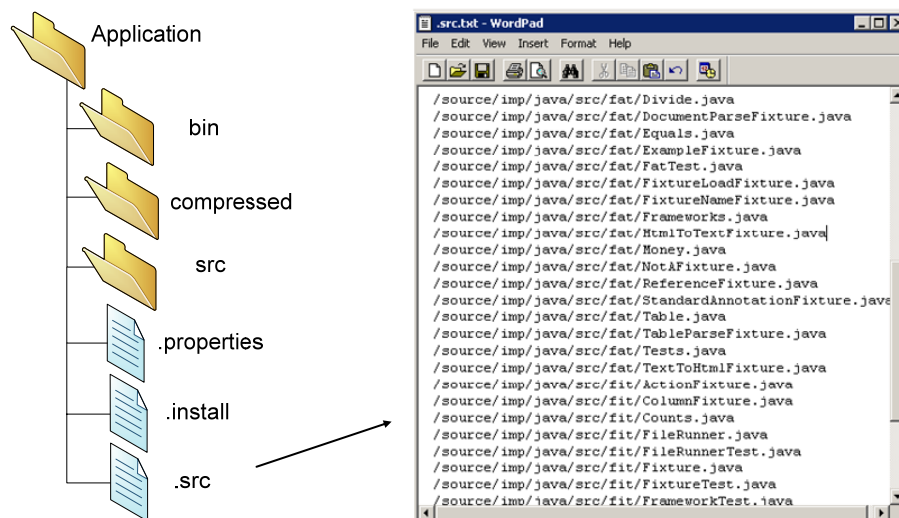 Application
bin
compressed
src
.properties
.install
.src
.src.txt - WordPad
File Edit View Insert Format Help
/source/imp/java/src/fat/Divide.java
/source/imp/java/src/fat/DocumentParseFixture.java
/source/imp/java/src/fat/Equals.java
/source/imp/java/src/fat/ExampleFixture.java
/source/imp/java/src/fat/FatTest.java
/source/imp/java/src/fat/FixtureLoadFixture.java
/source/imp/java/src/fat/FixtureNameFixture.java
/source/imp/java/src/fat/Frameworks.java
/source/imp/java/src/fat/HtmlToTextFixture.java
/source/imp/java/src/fat/Money.java
/source/imp/java/src/fat/NotAFixture.java
/source/imp/java/src/fat/ReferenceFixture.java
/source/imp/java/src/fat/StandardAnnotationFixture.java
/source/imp/java/src/fat/Table.java
/source/imp/java/src/fat/TableParseFixture.java
/source/imp/java/src/fat/Tests.java
/source/imp/java/src/fat/TextToHtmlFixture.java
/source/imp/java/src/fit/ActionFixture.java
/source/imp/java/src/fit/ColumnFixture.java
/source/imp/java/src/fit/Counts.java
/source/imp/java/src/fit/FileRunner.java
/source/imp/java/src/fit/FileRunnerTest.java
/source/imp/java/src/fit/Fixture.java
/source/imp/java/src/fit/FixtureTest.java
/source/imp/java/src/fit/FrameworkTest.java